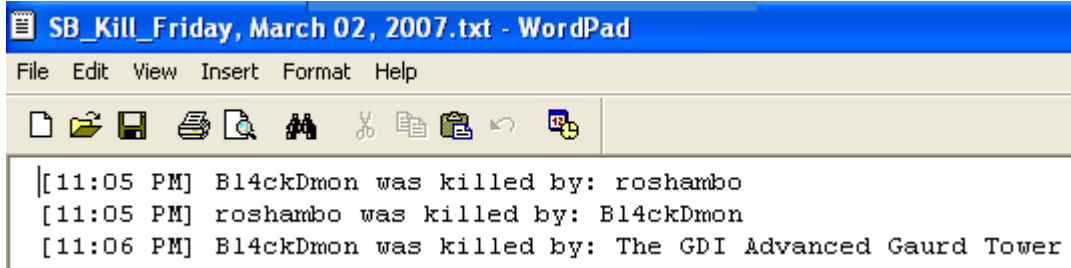 SB_Kill_Friday, March 02, 2007.txt - WordPad
File Edit View Insert Format Help
[11:05 PM] Bl4ckDmon was killed by: roshambo
[11:05 PM] roshambo was killed by: Bl4ckDmon
[11:06 PM] Bl4ckDmon was killed by: The GDI Advanced Gaurd Tower